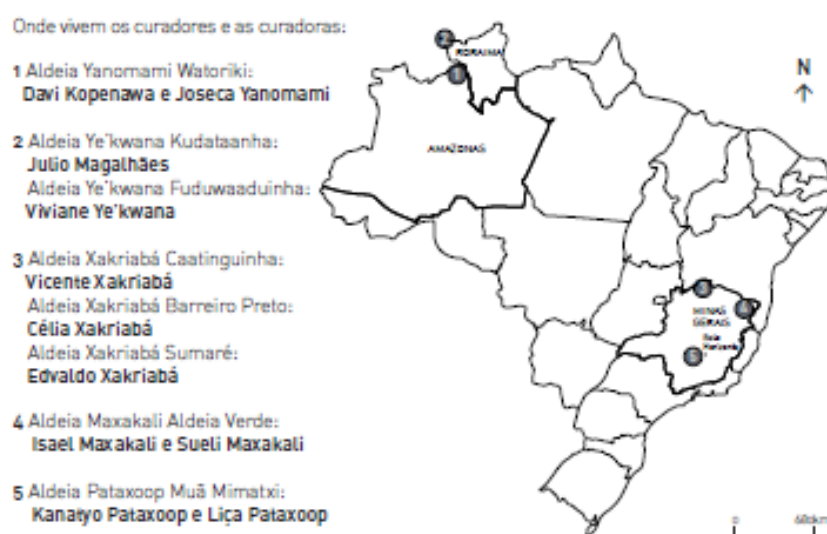 Onde vivem os curadores e as curadoras:
1 Aldeia Yanomami Watoriki:
Davi Kopenawa e Joseca Yanomami
2 Aldeia Ye'kwana Kudataanha:
Julio Magalhães
Aldeia Ye'kwana Fuduwaaduinha:
Viviane Ye'kwana
3 Aldeia Xakriabá Caatinguinha:
Vicente Xakriabá
Aldeia Xakriabá Barreiro Preto:
Célia Xakriabá
Aldeia Xakriabá Sumaré:
Edvaldo Xakriabá
4 Aldeia Maxakali Aldeia Verde:
Isael Maxakali e Sueli Maxakali
5 Aldeia Pataxoop Muã Mimatxi:
Kanatyo Pataxoop e Liça Pataxoop
RORAIMA
N
AMAZONAS
MINAS
GERAIS
Belo
Horizonte
0